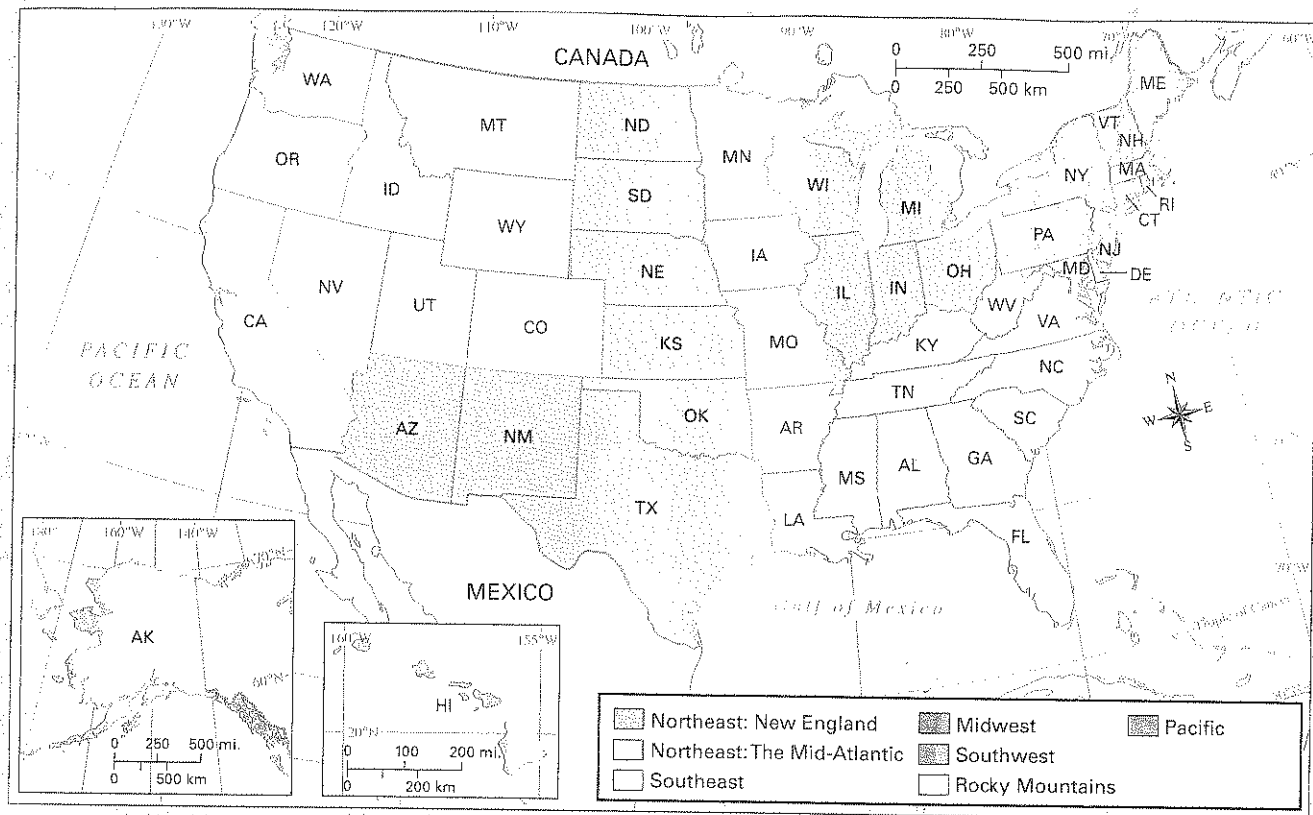 120°W 110°W 100°W 90°W 80°W 70° 60°W
CANADA
0 250 500 mi.
0 250 500 km
WA
MT
ND
MN
ME
VT
NH
OR
ID
SD
WI
MI
NY
MA
RI
CT
WY
IA
PA
NJ
NE
OH
MD
DE
NV
UT
IL
IN
WV
CA
CO
KS
MO
KY
VA
PACIFIC
OCEAN
NC
TN
OK
AZ
NM
AR
SC
N
W E
S
MS
AL
GA
TX
LA
FL
MEXICO
Gulf of Mexico
Tropic of Cancer
160°W 140°W
AK
60°N
0 250 500 mi.
0 500 km
160°W 155°W
HI
20°N
0 100 200 mi.
0 200 km
Northeast: New England
Northeast: The Mid-Atlantic
Southeast
Midwest
Southwest
Rocky Mountains
Pacific